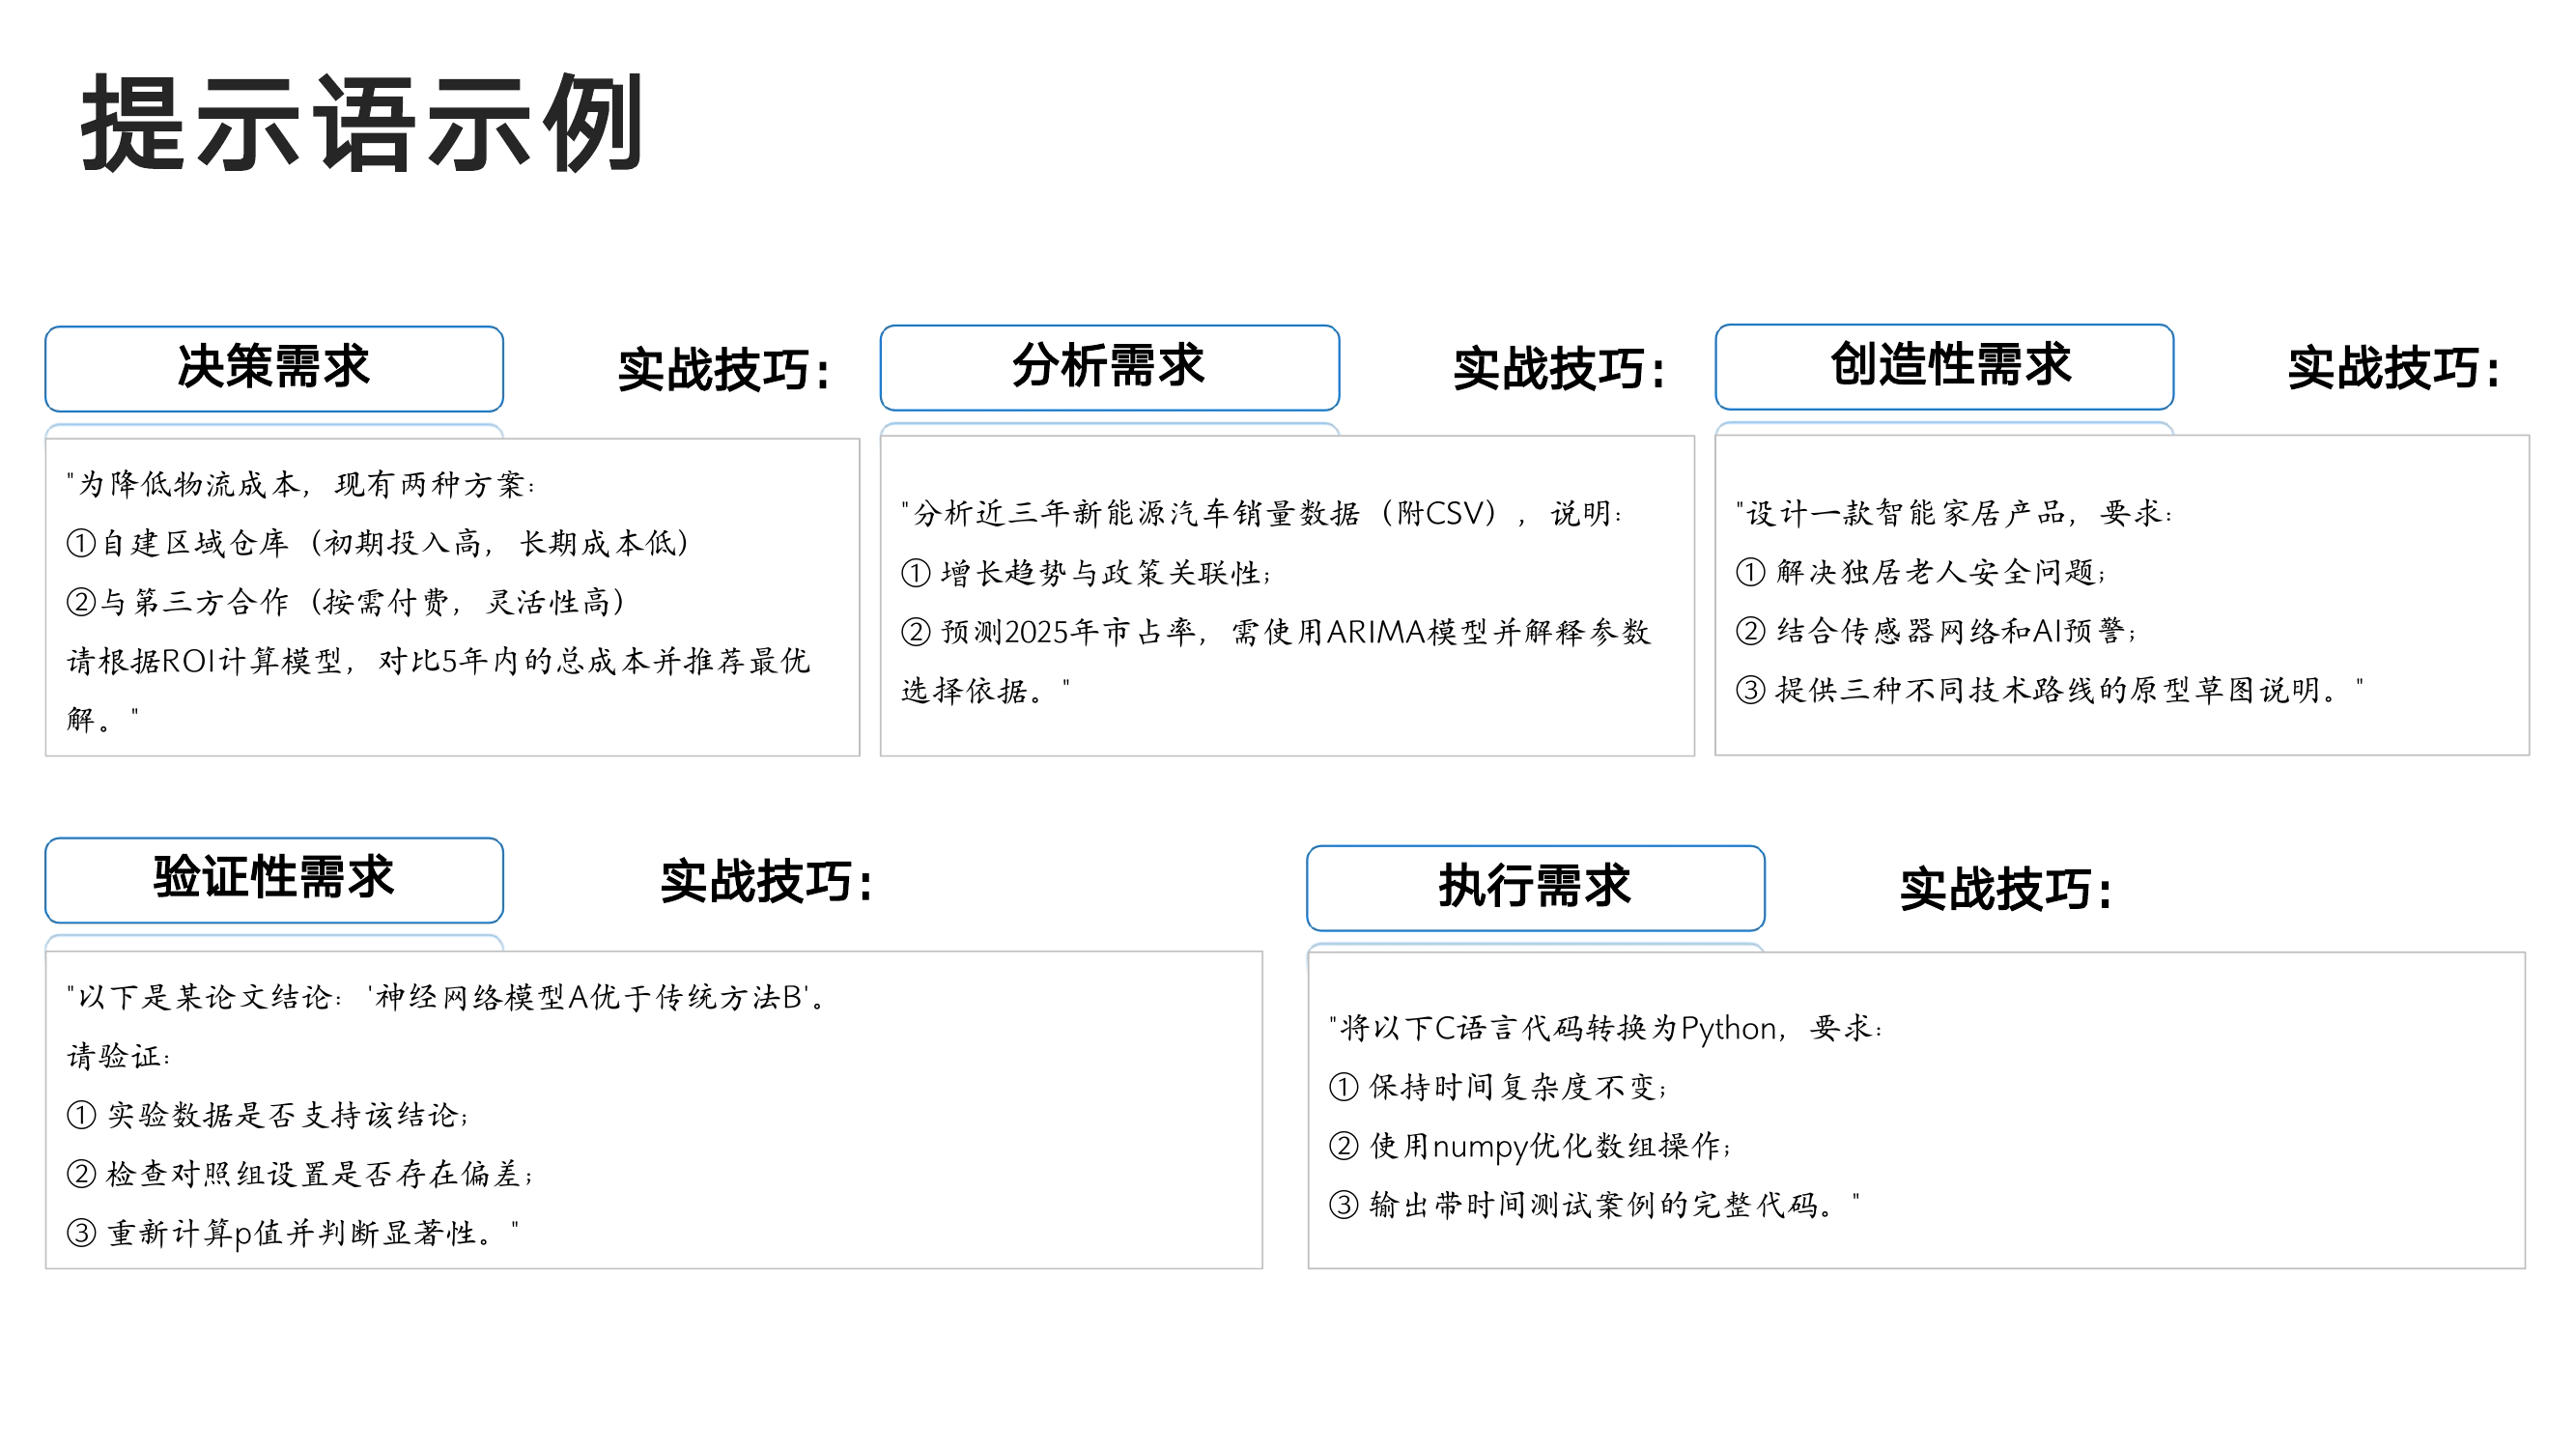 提示语示例
决策需求
实战技巧：
"为降低物流成本，现有两种方案：
①自建区域仓库（初期投入高，长期成本低）
②与第三方合作（按需付费，灵活性高）
请根据ROI计算模型，对比5年内的总成本并推荐最优
解。"
分析需求
实战技巧：
"分析近三年新能源汽车销量数据（附CSV），说明：
① 增长趋势与政策关联性；
② 预测2025年市占率，需使用ARIMA模型并解释参数
选择依据。"
创造性需求
实战技巧：
"设计一款智能家居产品，要求：
① 解决独居老人安全问题；
② 结合传感器网络和AI预警；
③ 提供三种不同技术路线的原型草图说明。"
验证性需求
实战技巧：
"以下是某论文结论：'神经网络模型A优于传统方法B'。
请验证：
① 实验数据是否支持该结论；
② 检查对照组设置是否存在偏差；
③ 重新计算p值并判断显著性。"
执行需求
实战技巧：
"将以下C语言代码转换为Python，要求：
① 保持时间复杂度不变；
② 使用numpy优化数组操作；
③ 输出带时间测试案例的完整代码。"